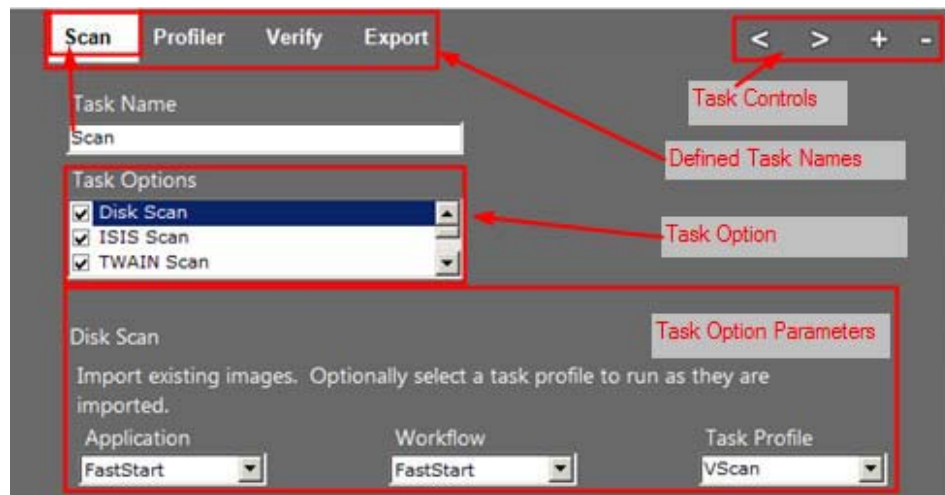 Scan Profiler Verify Export < > + -
Task Controls
Task Name
Scan
Defined Task Names
Task Options
Disk Scan
ISIS Scan
TWAIN Scan
Task Option
Task Option Parameters
Disk Scan
Import existing images. Optionally select a task profile to run as they are
imported.
Application Workflow Task Profile
FastStart FastStart VScan